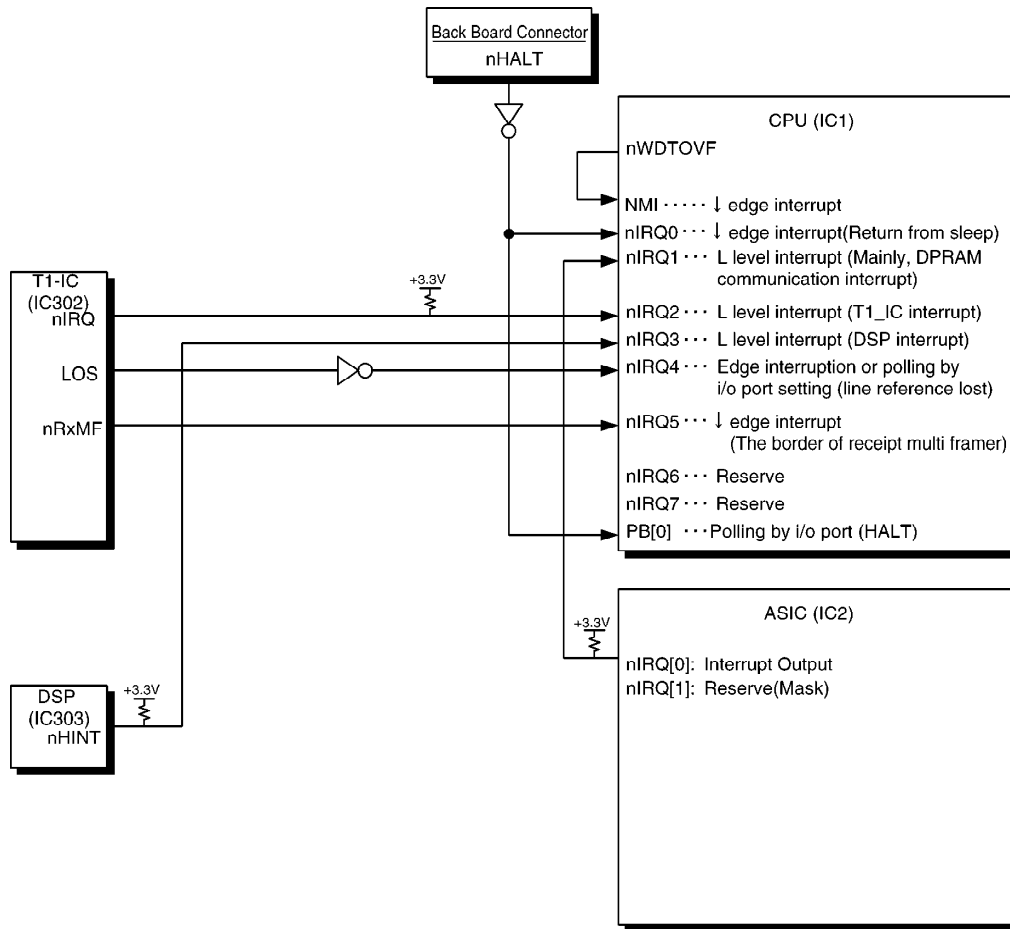 Back Board Connector
nHALT
CPU (IC1)
nWDTOVF
NMI ····· ↓ edge interrupt
nIRQ0 ··· ↓ edge interrupt(Return from sleep)
nIRQ1 ··· L level interrupt (Mainly, DPRAM
communication interrupt)
nIRQ2 ··· L level interrupt (T1_IC interrupt)
nIRQ3 ··· L level interrupt (DSP interrupt)
nIRQ4 ··· Edge interruption or polling by
i/o port setting (line reference lost)
nIRQ5 ··· ↓ edge interrupt
(The border of receipt multi framer)
nIRQ6 ··· Reserve
nIRQ7 ··· Reserve
PB[0] ··· Polling by i/o port (HALT)
T1-IC
(IC302)
nIRQ
LOS
nRxMF
+3.3V
ASIC (IC2)
+3.3V
nIRQ[0]: Interrupt Output
nIRQ[1]: Reserve(Mask)
DSP
(IC303)
nHINT
+3.3V